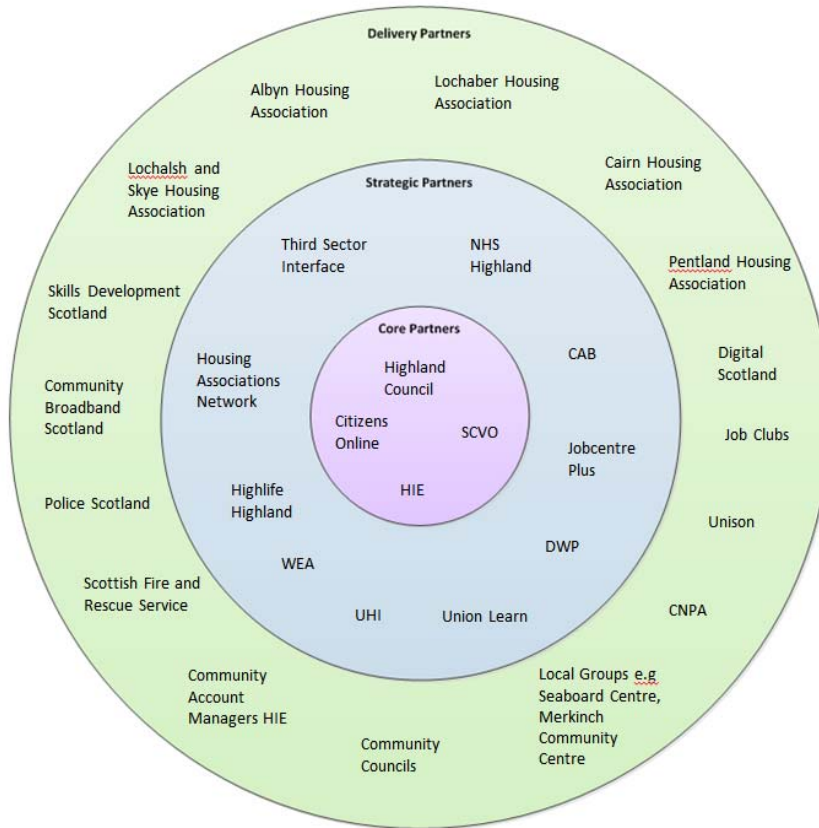 Delivery Partners
Albyn Housing
Association
Lochaber Housing
Association
Lochalsh and
Skye Housing
Association
Cairn Housing
Association
Strategic Partners
Third Sector
Interface
NHS
Highland
Pentland Housing
Association
Skills Development
Scotland
Core Partners
Housing
Associations
Network
Highland
Council
CAB
Digital
Scotland
Community
Broadband
Scotland
Citizens
Online
SCVO
Jobcentre
Plus
Job Clubs
Police Scotland
Highlife
Highland
HIE
Unison
WEA
DWP
Scottish Fire and
Rescue Service
UHI
Union Learn
CNPA
Community
Account
Managers HIE
Community
Councils
Local Groups e.g
Seaboard Centre,
Merkinch
Community
Centre